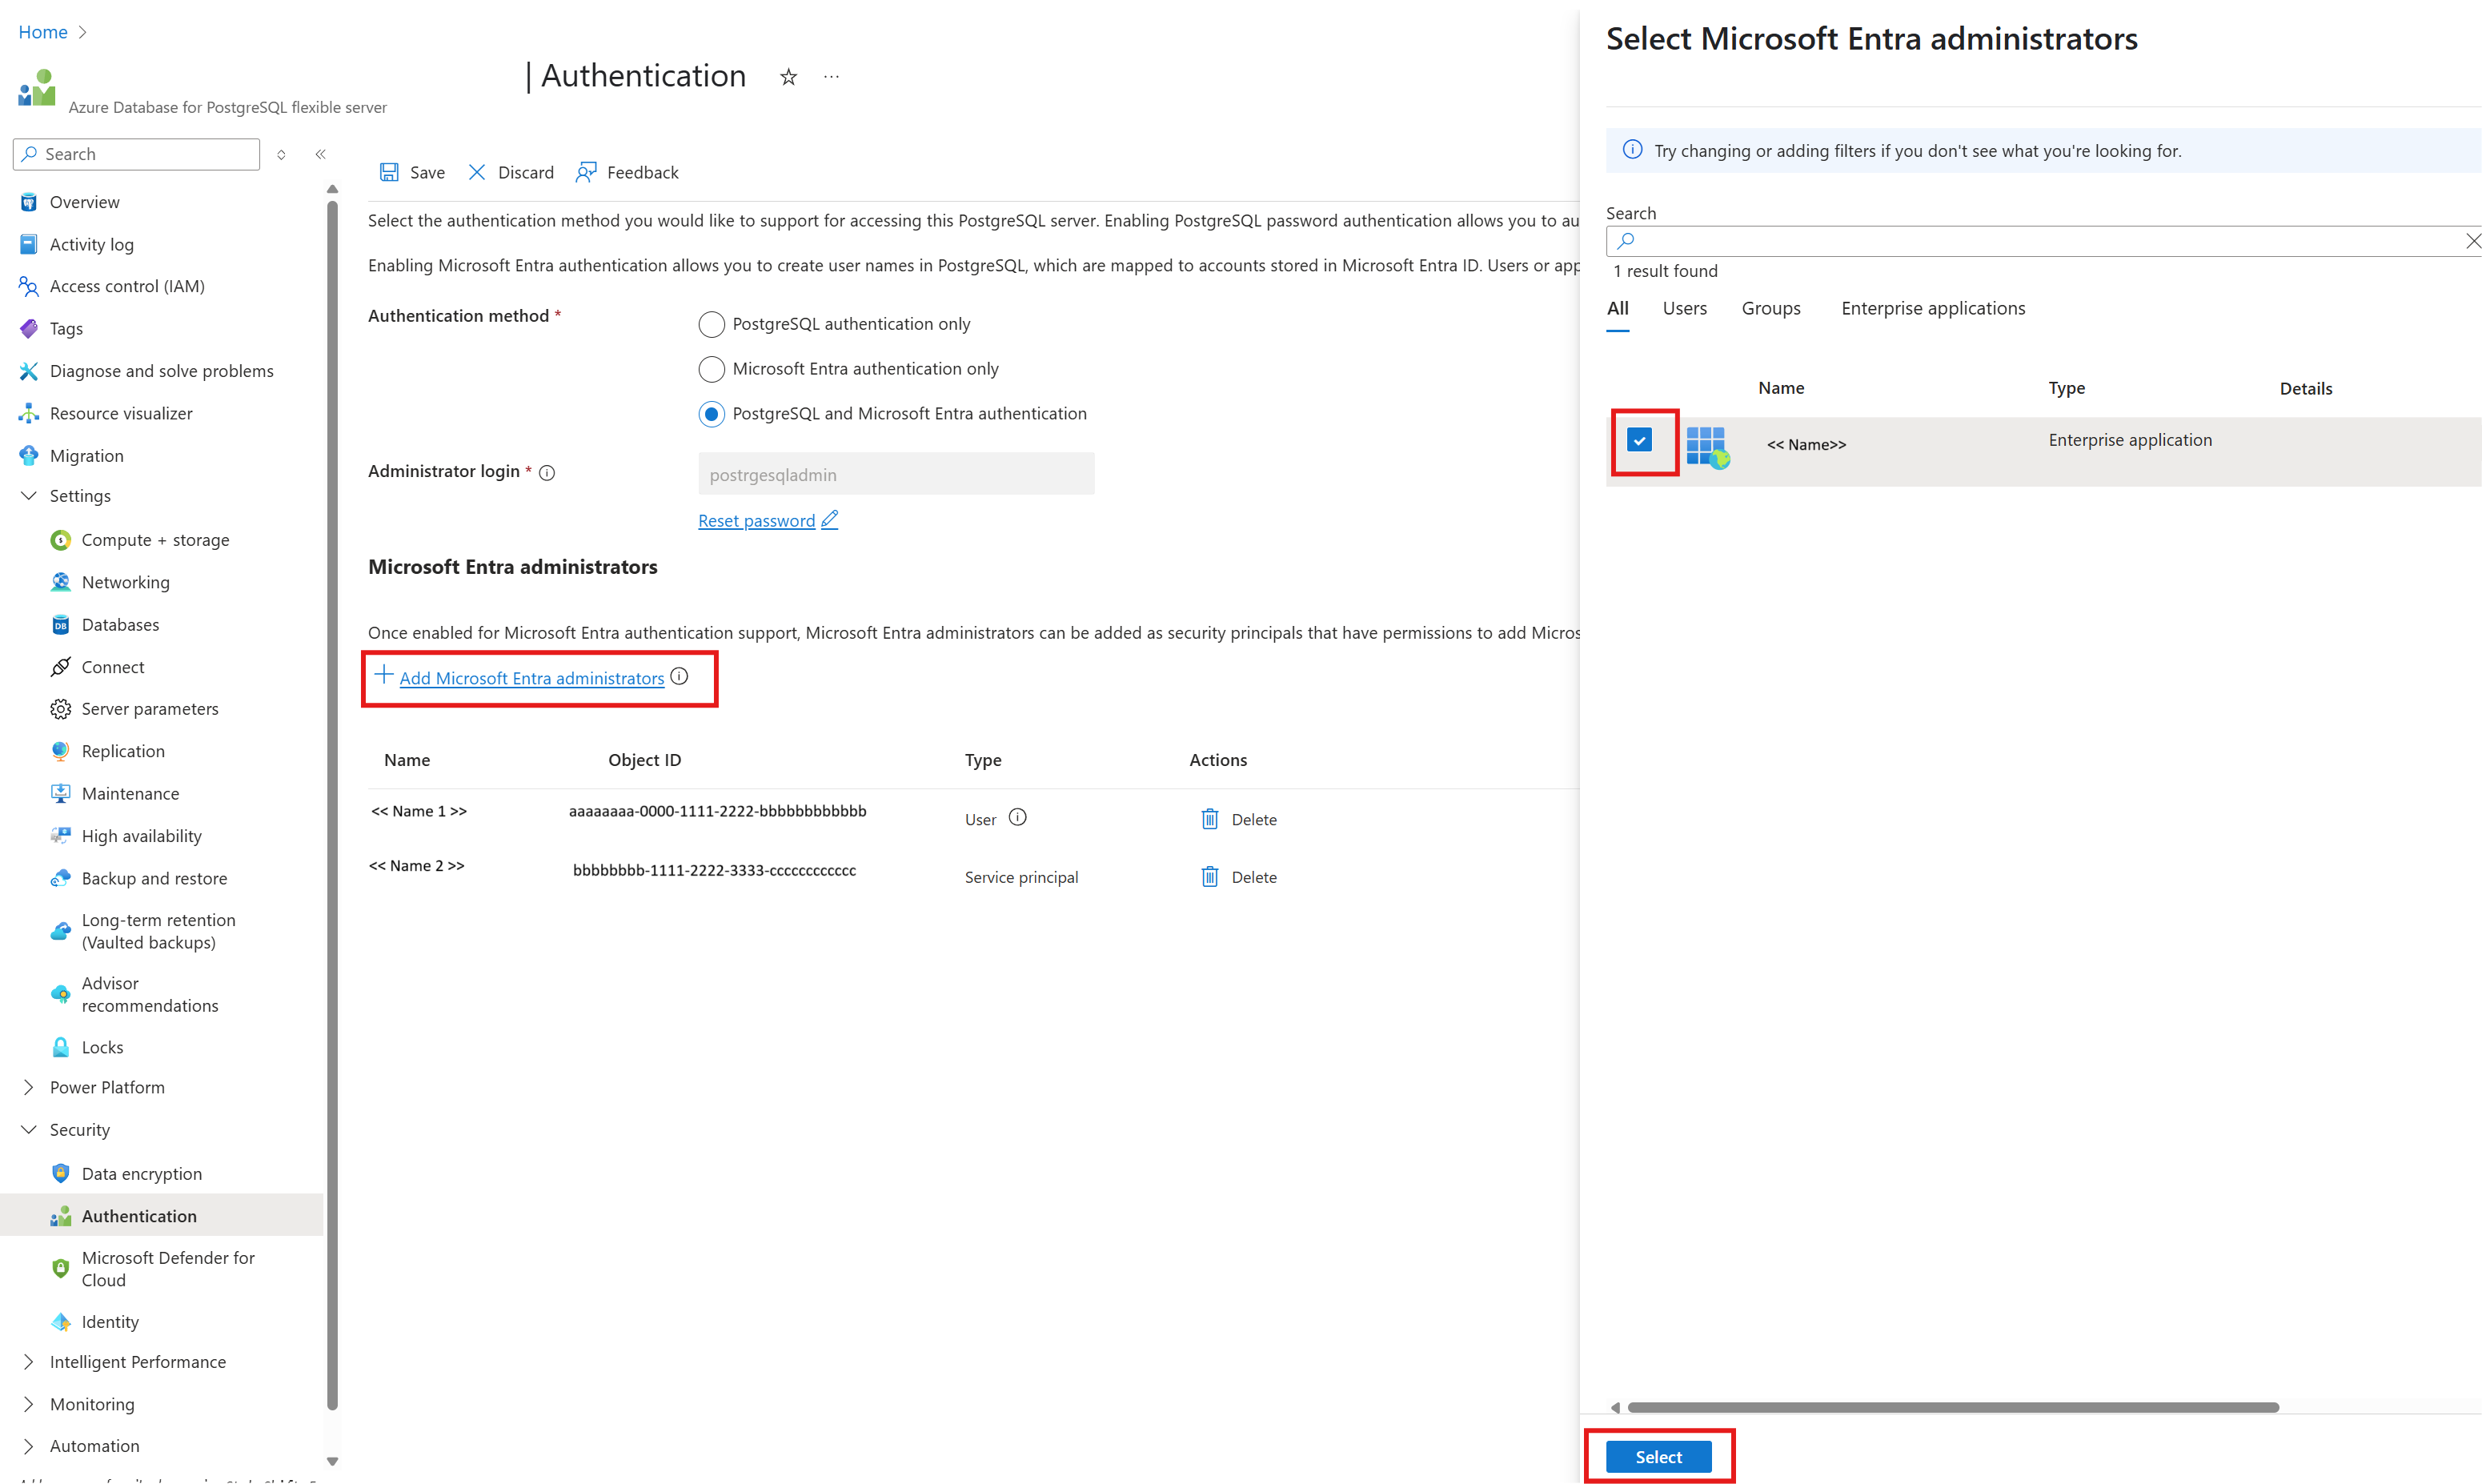 Home
| Authentication
Azure Database for PostgreSQL flexible server
Search
Overview
Activity log
Access control (IAM)
Tags
Diagnose and solve problems
Resource visualizer
Migration
Settings
Compute + storage
Networking
Databases
Connect
Server parameters
Replication
Maintenance
High availability
Backup and restore
Long-term retention
(Vaulted backups)
Advisor
recommendations
Locks
Power Platform
Security
Data encryption
Authentication
Microsoft Defender for
Cloud
Identity
Intelligent Performance
Monitoring
Automation
Save Discard Feedback
Select the authentication method you would like to support for accessing this PostgreSQL server. Enabling PostgreSQL password authentication allows you to au
Enabling Microsoft Entra authentication allows you to create user names in PostgreSQL, which are mapped to accounts stored in Microsoft Entra ID. Users or app
Authentication method *
PostgreSQL authentication only
Microsoft Entra authentication only
PostgreSQL and Microsoft Entra authentication
Administrator login *
postrgesqladmin
Reset password
Microsoft Entra administrators
Once enabled for Microsoft Entra authentication support, Microsoft Entra administrators can be added as security principals that have permissions to add Micros
Add Microsoft Entra administrators
Name Object ID Type Actions
<< Name 1 >> aaaaaaaa-0000-1111-2222-bbbbbbbbbbbb User Delete
<< Name 2 >> bbbbbbbb-1111-2222-3333-cccccccccccc Service principal Delete
Select Microsoft Entra administrators
Try changing or adding filters if you don't see what you're looking for.
Search
1 result found
All Users Groups Enterprise applications
Name Type Details
<< Name>> Enterprise application
Select